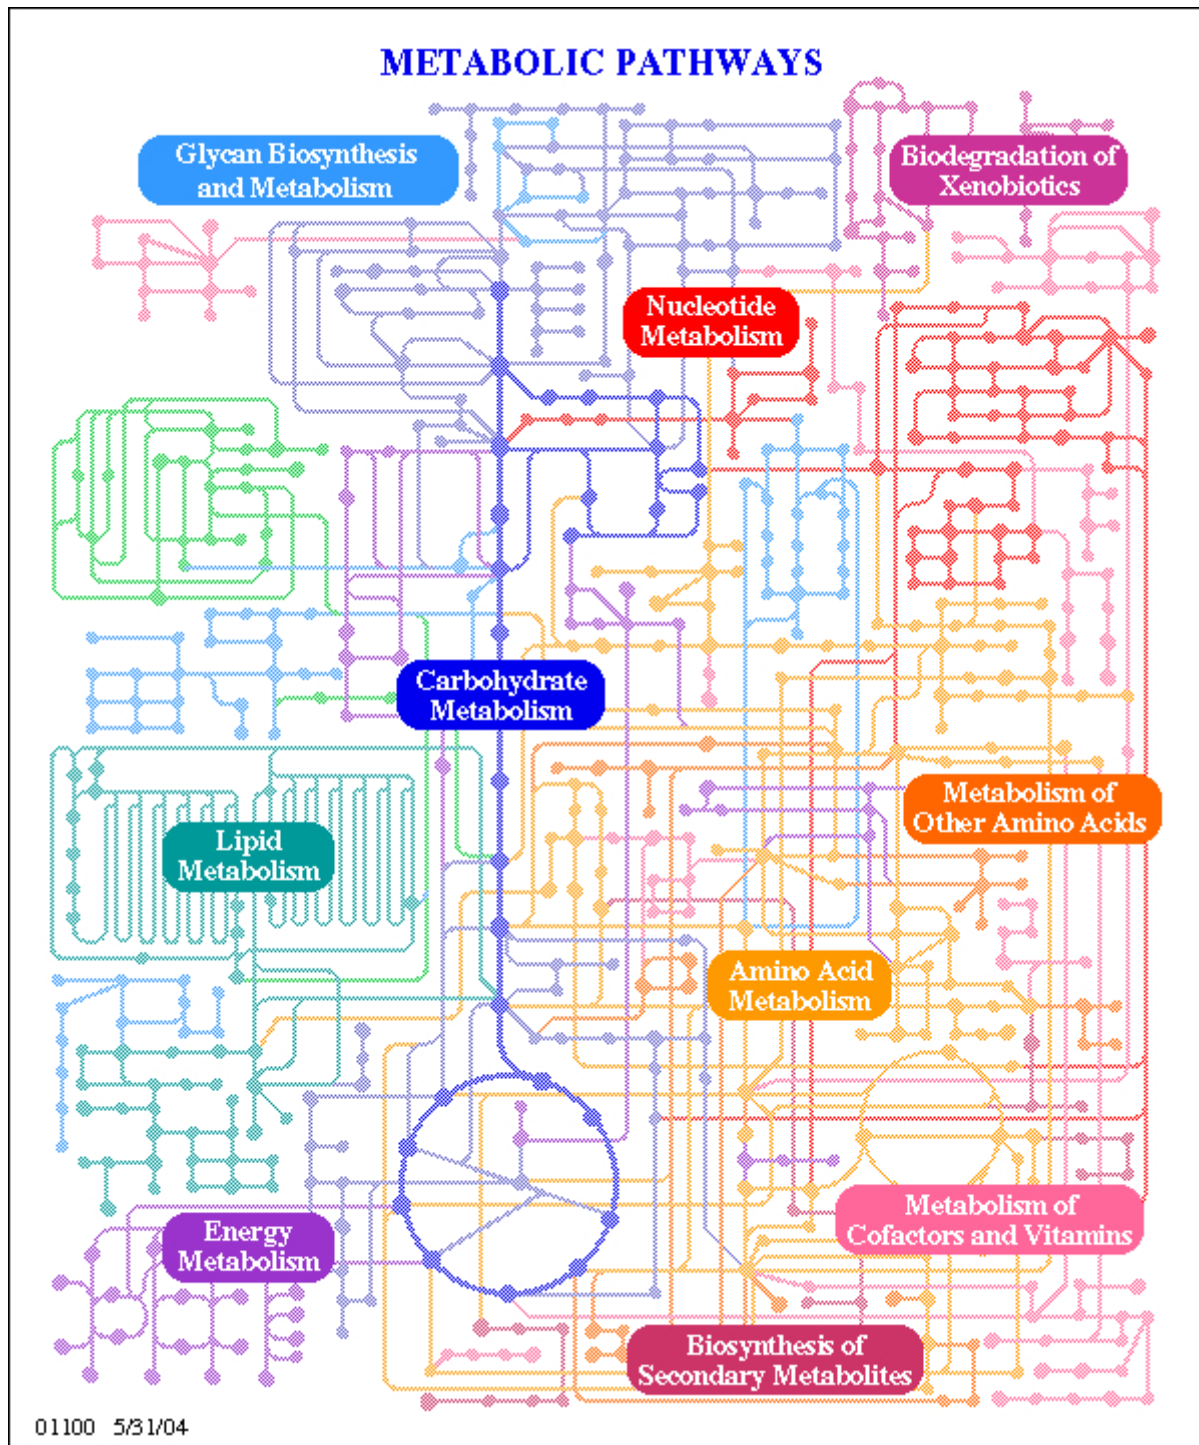 METABOLIC PATHWAYS
Glycan Biosynthesis
and Metabolism
Biodegradation of
Xenobiotics
Nucleotide
Metabolism
Carbohydrate
Metabolism
Metabolism of
Other Amino Acids
Lipid
Metabolism
Amino Acid
Metabolism
Metabolism of
Cofactors and Vitamins
Energy
Metabolism
Biosynthesis of
Secondary Metabolites
01100 5/31/04